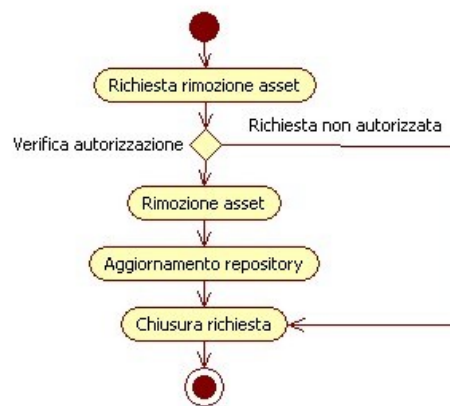 Richiesta rimozione asset
Richiesta non autorizzata
Verifica autorizzazione
Rimozione asset
Aggiornamento repository
Chiusura richiesta